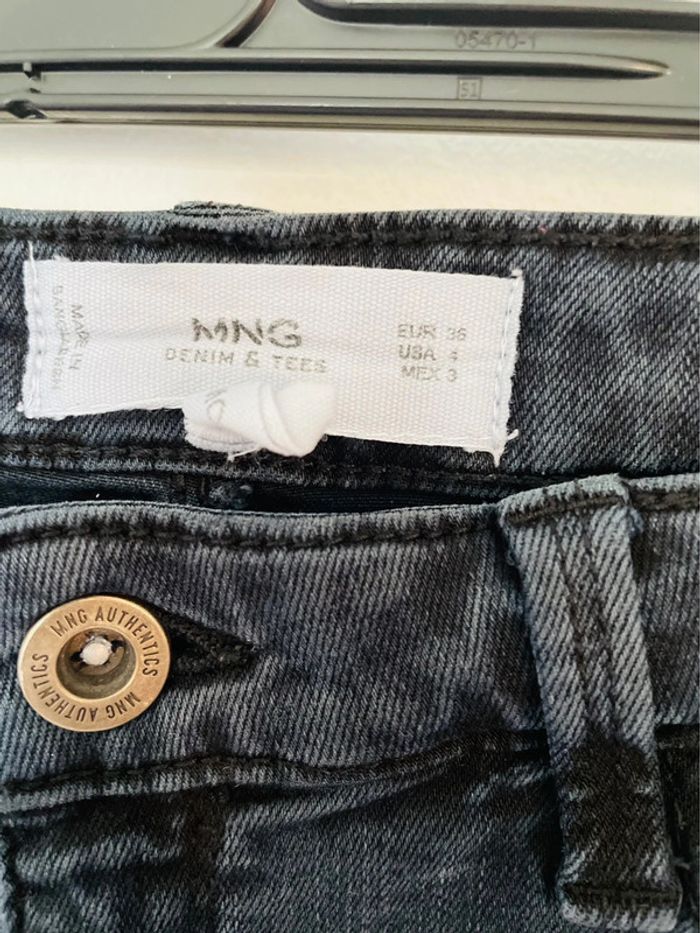 05470-1
51
MADE IN
BANGLADESH
MNG
DENIM & TEES
EUR 36
USA 4
MEX 3
MNG AUTHENTICS
MNG AUTHENTICS